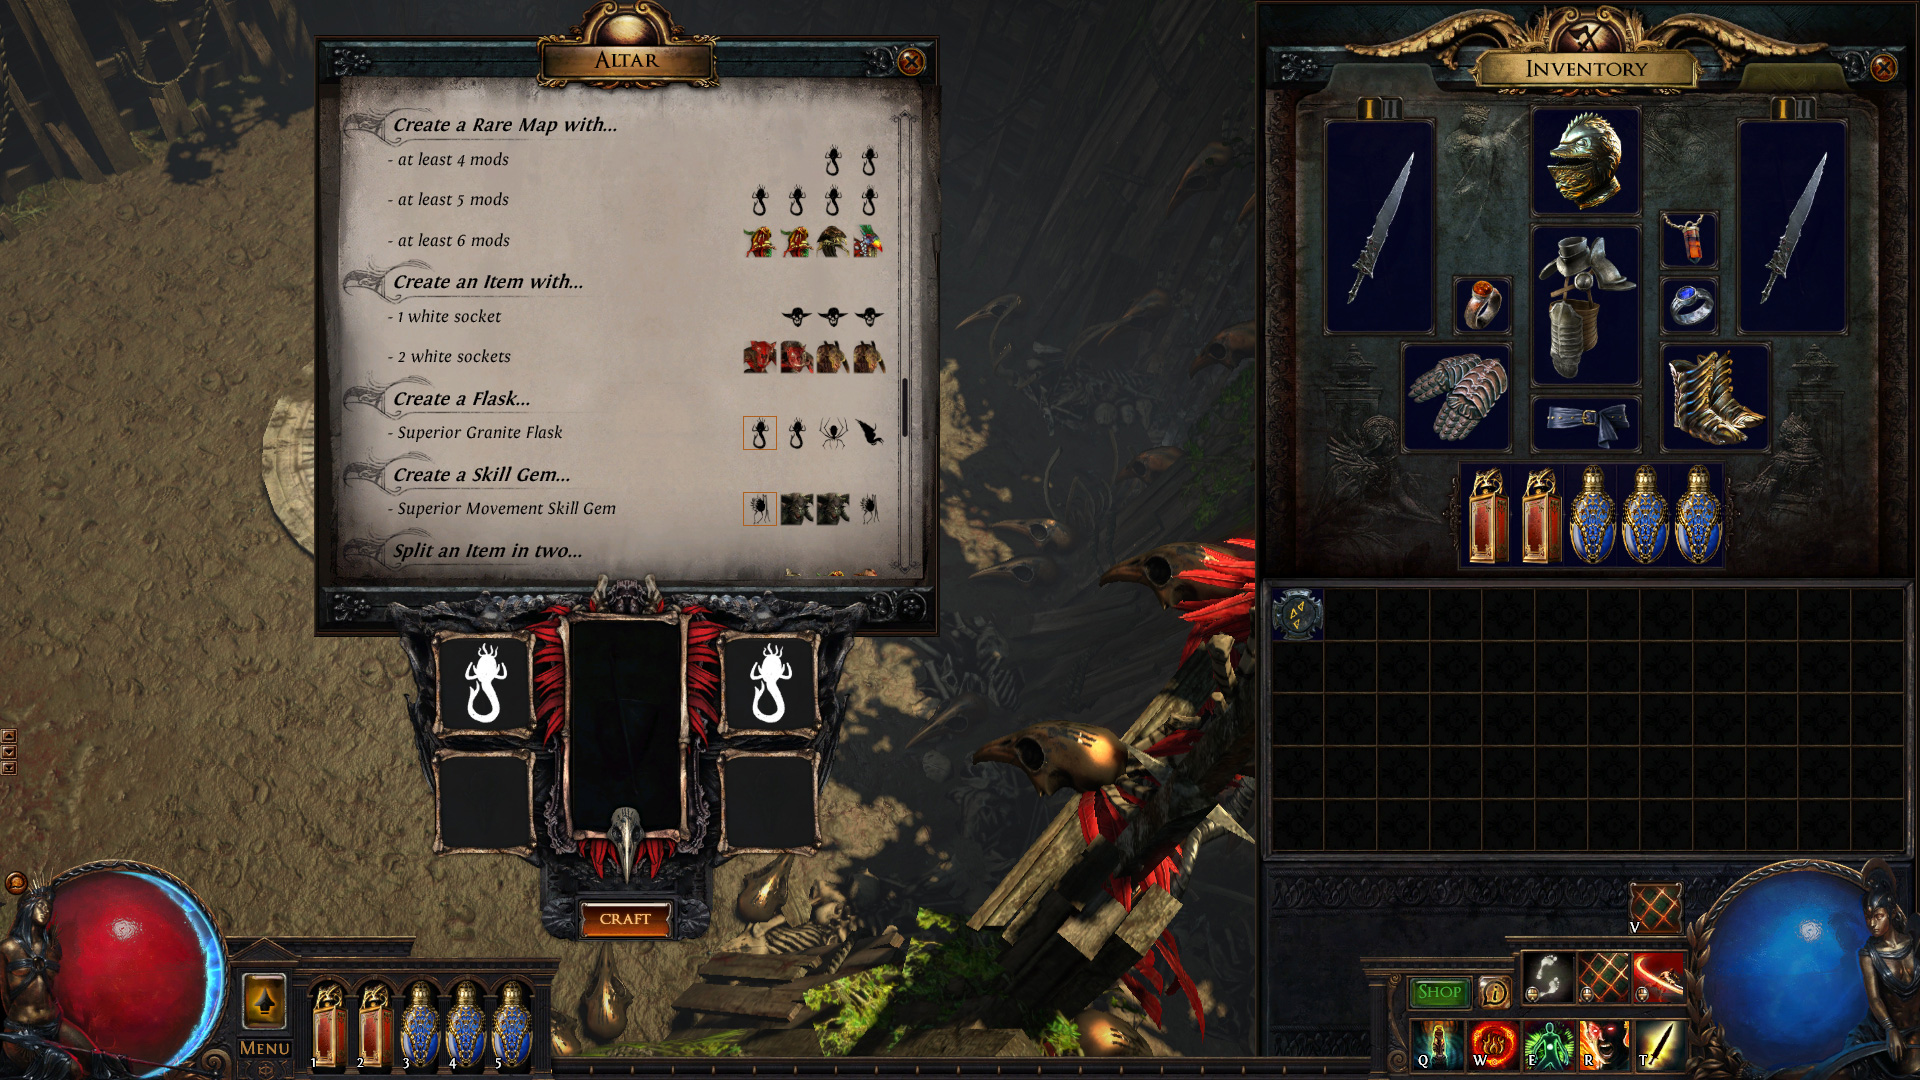 ALTAR
Create a Rare Map with...
- at least 4 mods
- at least 5 mods
- at least 6 mods
Create an Item with...
- 1 white socket
- 2 white sockets
Create a Flask...
- Superior Granite Flask
Create a Skill Gem...
- Superior Movement Skill Gem
Split an Item in two...
CRAFT
INVENTORY
I II
I II
MENU
1 2 3 4 5
V
SHOP
Q W E R T